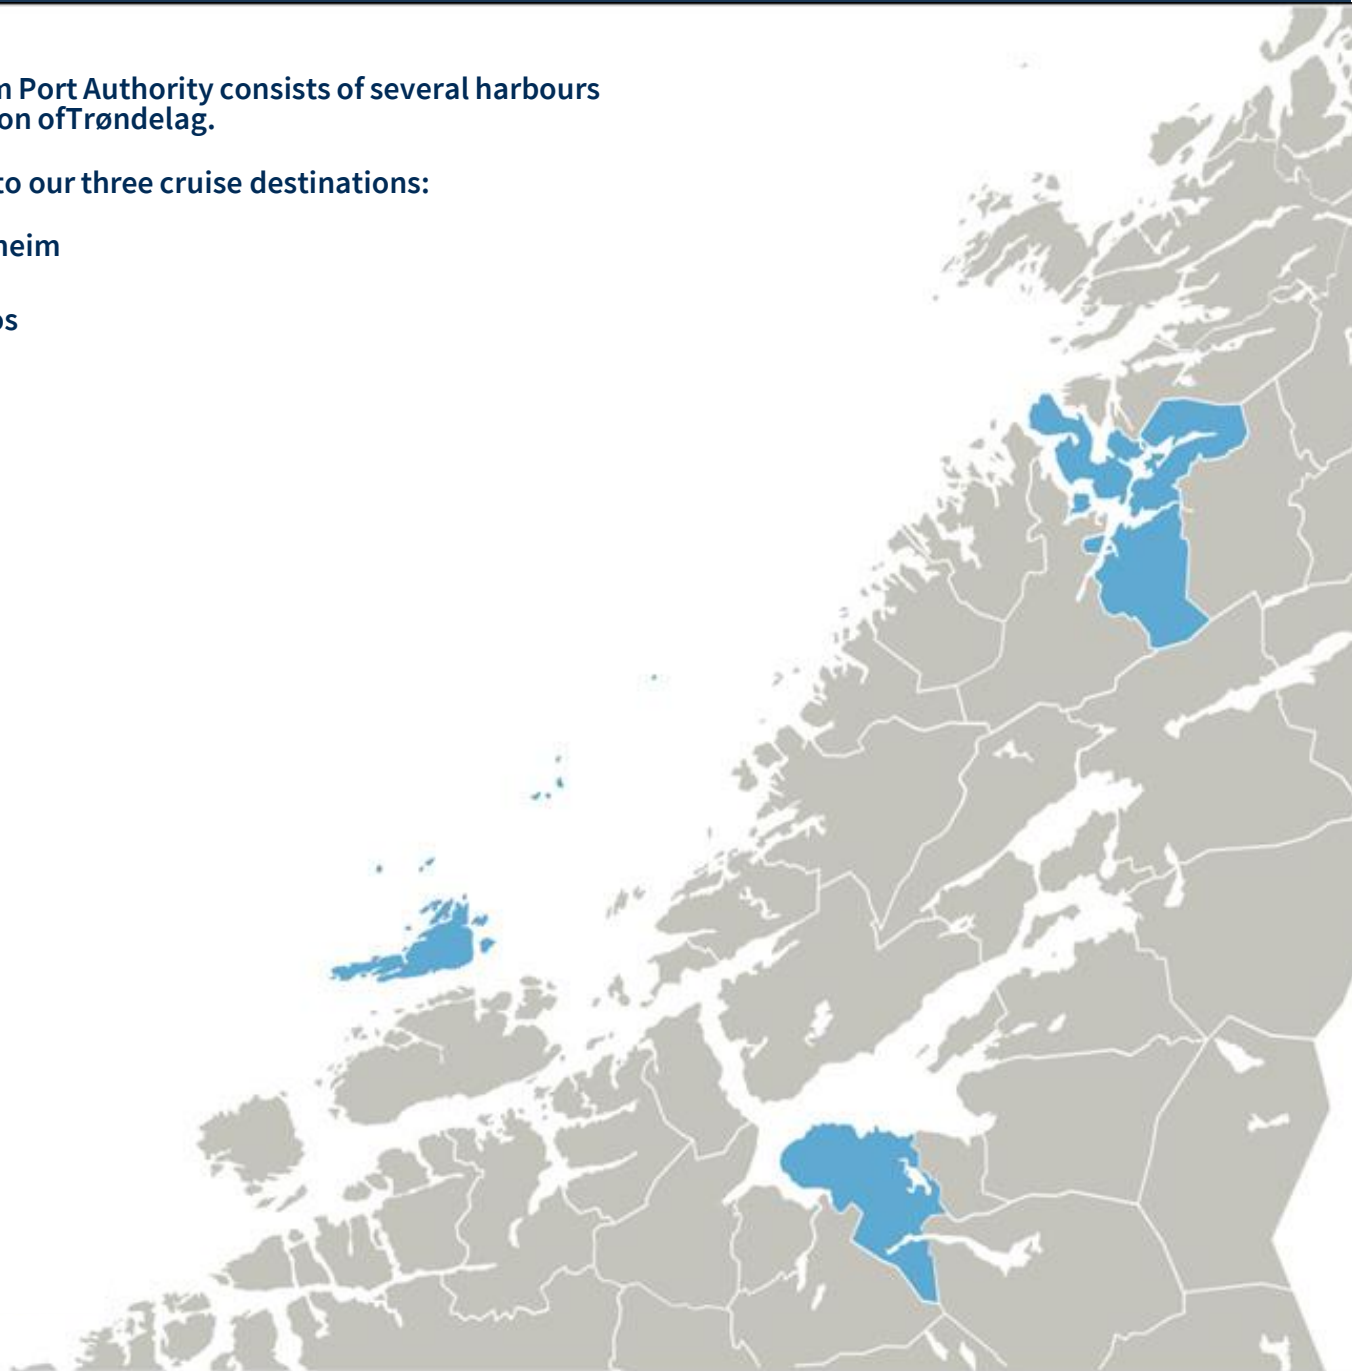 n Port Authority consists of several harbours
on ofTrøndelag.
to our three cruise destinations:
heim
os